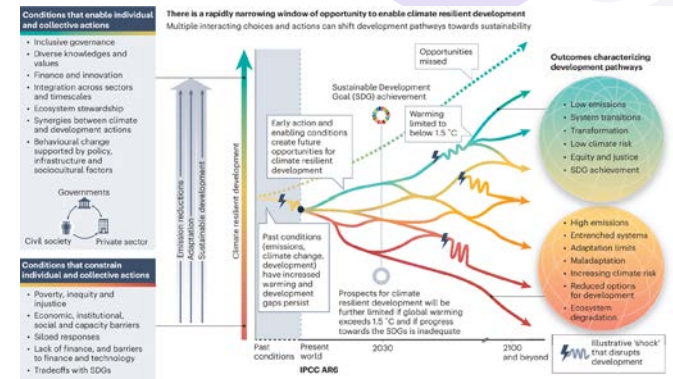 Conditions that enable individual
and collective actions
• Inclusive governance
• Diverse knowledges and
values
• Finance and innovation
• Integration across sectors
and timescales
• Ecosystem stewardship
• Synergies between climate
and development actions
• Behavioural change
supported by policy,
infrastructure and
sociocultural factors
Governments
Civil society
Private sector
Conditions that constrain
individual and collective actions
• Poverty, inequity and
injustice
• Economic, institutional,
social and capacity barriers
• Siloed responses
• Lack of finance, and barriers
to finance and technology
• Tradeoffs with SDGs
There is a rapidly narrowing window of opportunity to enable climate resilient development
Multiple interacting choices and actions can shift development pathways towards sustainability
Emission reductions
Adaptation
Sustainable development
Climate resilient development
Early action and
enabling conditions
create future
opportunities for
climate resilient
development
Past conditions
(emissions,
climate change,
development)
have increased
warming and
development
gaps persist
Sustainable Development
Goal (SDG) achievement
Opportunities
missed
Warming
limited to
below 1.5 °C
Prospects for climate
resilient development will be
further limited if global warming
exceeds 1.5 °C and if progress
towards the SDGs is inadequate
Past
conditions
Present
world
2030
2100
and beyond
IPCC AR6
Outcomes characterizing
development pathways
• Low emissions
• System transitions
• Transformation
• Low climate risk
• Equity and justice
• SDG achievement
• High emissions
• Entrenched systems
• Adaptation limits
• Maladaptation
• Increasing climate risk
• Reduced options
for development
• Ecosystem
degradation
Illustrative 'shock'
that disrupts
development